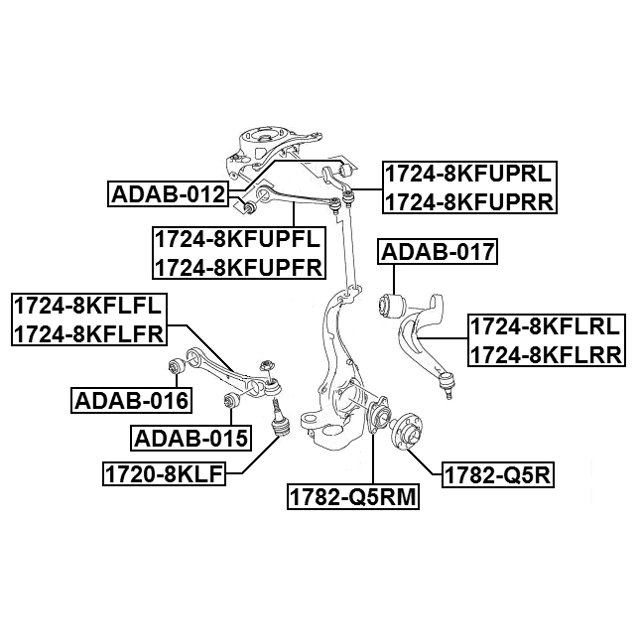 1724-8KFUPRL
1724-8KFUPRR
ADAB-012
1724-8KFUPFL
1724-8KFUPFR
ADAB-017
1724-8KFLFL
1724-8KFLFR
1724-8KFLRL
1724-8KFLRR
ADAB-016
ADAB-015
1720-8KLF
1782-Q5R
1782-Q5RM